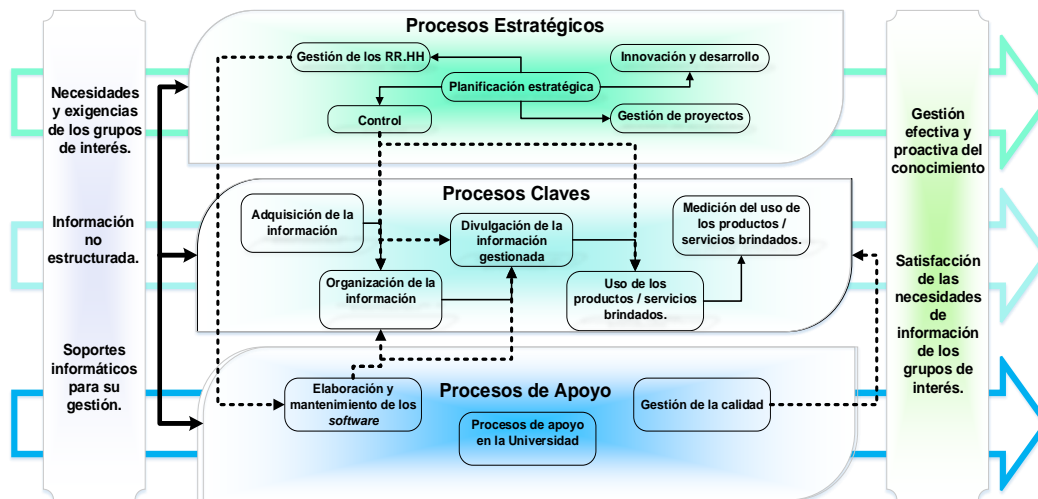 Necesidades
y exigencias
de los grupos
de interés.
Información
no
estructurada.
Soportes
informáticos
para su
gestión.
Procesos Estratégicos
Gestión de los RR.HH
Innovación y desarrollo
Planificación estratégica
Control
Gestión de proyectos
Procesos Claves
Adquisición de la
información
Divulgación de la
información
gestionada
Medición del uso de
los productos /
servicios brindados.
Organización de la
información
Uso de los
productos / servicios
brindados.
Procesos de Apoyo
Elaboración y
mantenimiento de los
software
Procesos de apoyo
en la Universidad
Gestión de la calidad
Gestión
efectiva y
proactiva del
conocimiento
Satisfacción
de las
necesidades
de
información
de los
grupos de
interés.